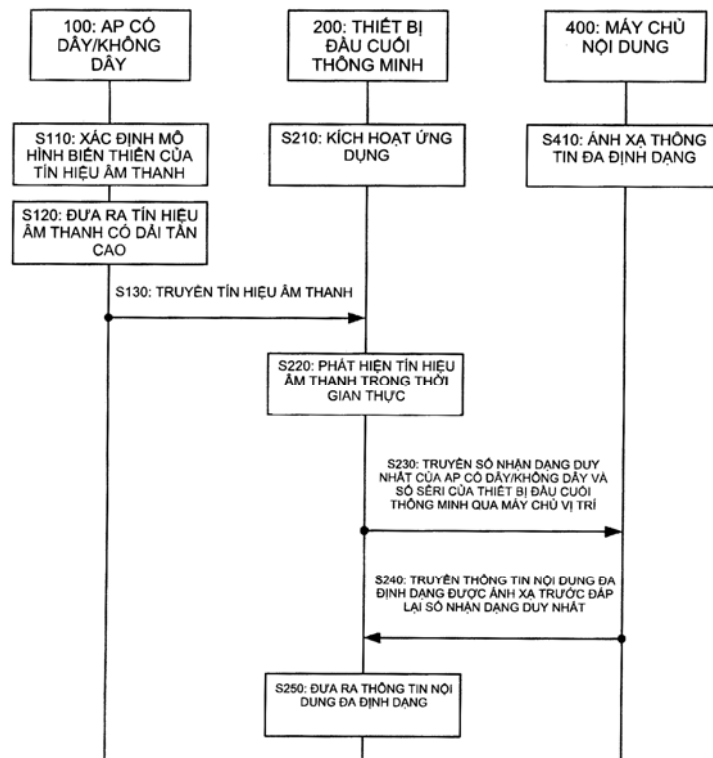 100: AP CÓ
DÂY/KHÔNG
DÂY
200: THIẾT BỊ
ĐẦU CUỐI
THÔNG MINH
400: MÁY CHỦ
NỘI DUNG
S110: XÁC ĐỊNH MÔ
HÌNH BIẾN THIÊN CỦA
TÍN HIỆU ÂM THANH
S210: KÍCH HOẠT ỨNG
DỤNG
S410: ÁNH XẠ THÔNG
TIN ĐA ĐỊNH DẠNG
S120: ĐƯA RA TÍN HIỆU
ÂM THANH CÓ DẢI TẦN
CAO
S130: TRUYỀN TÍN HIỆU ÂM THANH
S220: PHÁT HIỆN TÍN HIỆU
ÂM THANH TRONG THỜI
GIAN THỰC
S230: TRUYỀN SỐ NHẬN DẠNG DUY
NHẤT CỦA AP CÓ DÂY/KHÔNG DÂY VÀ
SỐ SÊRI CỦA THIẾT BỊ ĐẦU CUỐI
THÔNG MINH QUA MÁY CHỦ VỊ TRÍ
S240: TRUYỀN THÔNG TIN NỘI DUNG ĐA
ĐỊNH DẠNG ĐƯỢC ÁNH XẠ TRƯỚC ĐÁP
LẠI SỐ NHẬN DẠNG DUY NHẤT
S250: ĐƯA RA THÔNG TIN NỘI
DUNG ĐA ĐỊNH DẠNG